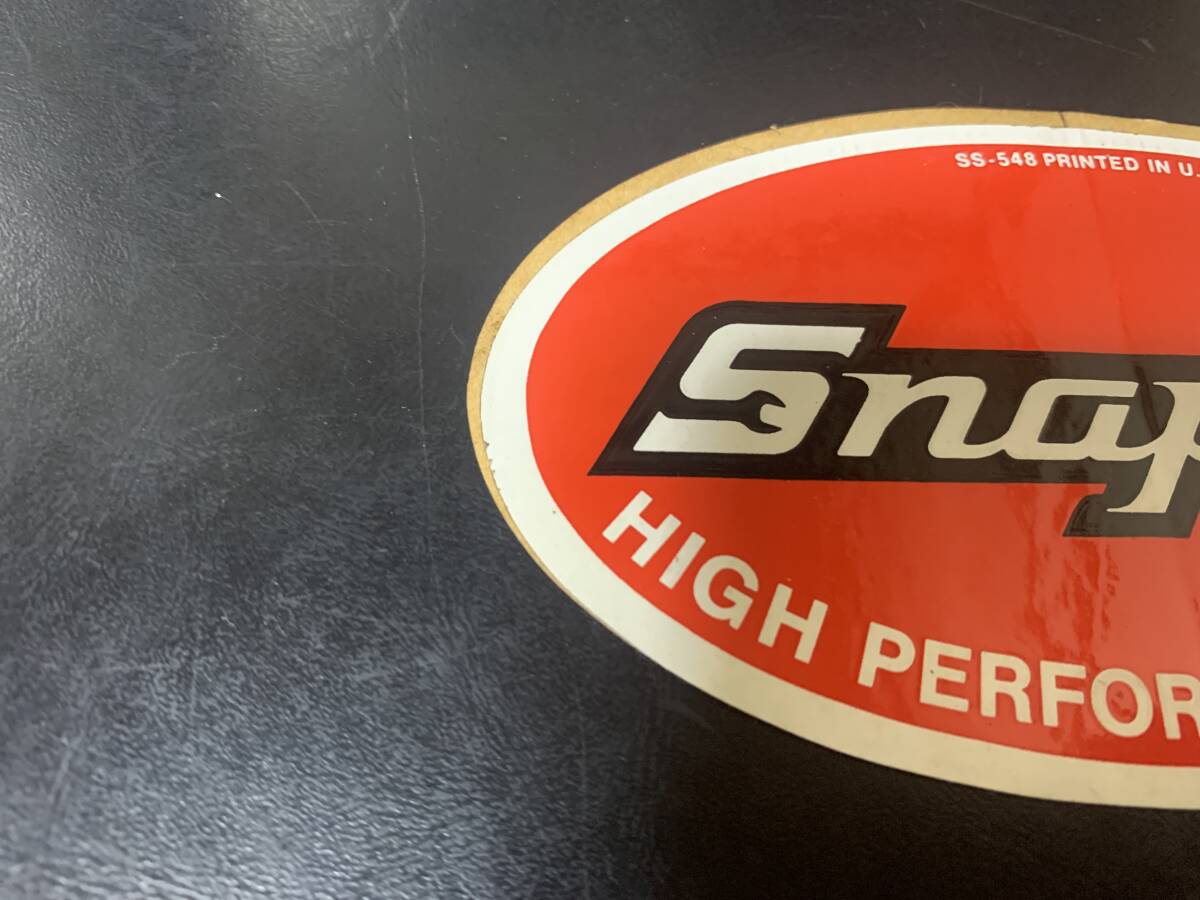 SS-548 PRINTED IN U.
Snap
HIGH PERFOR